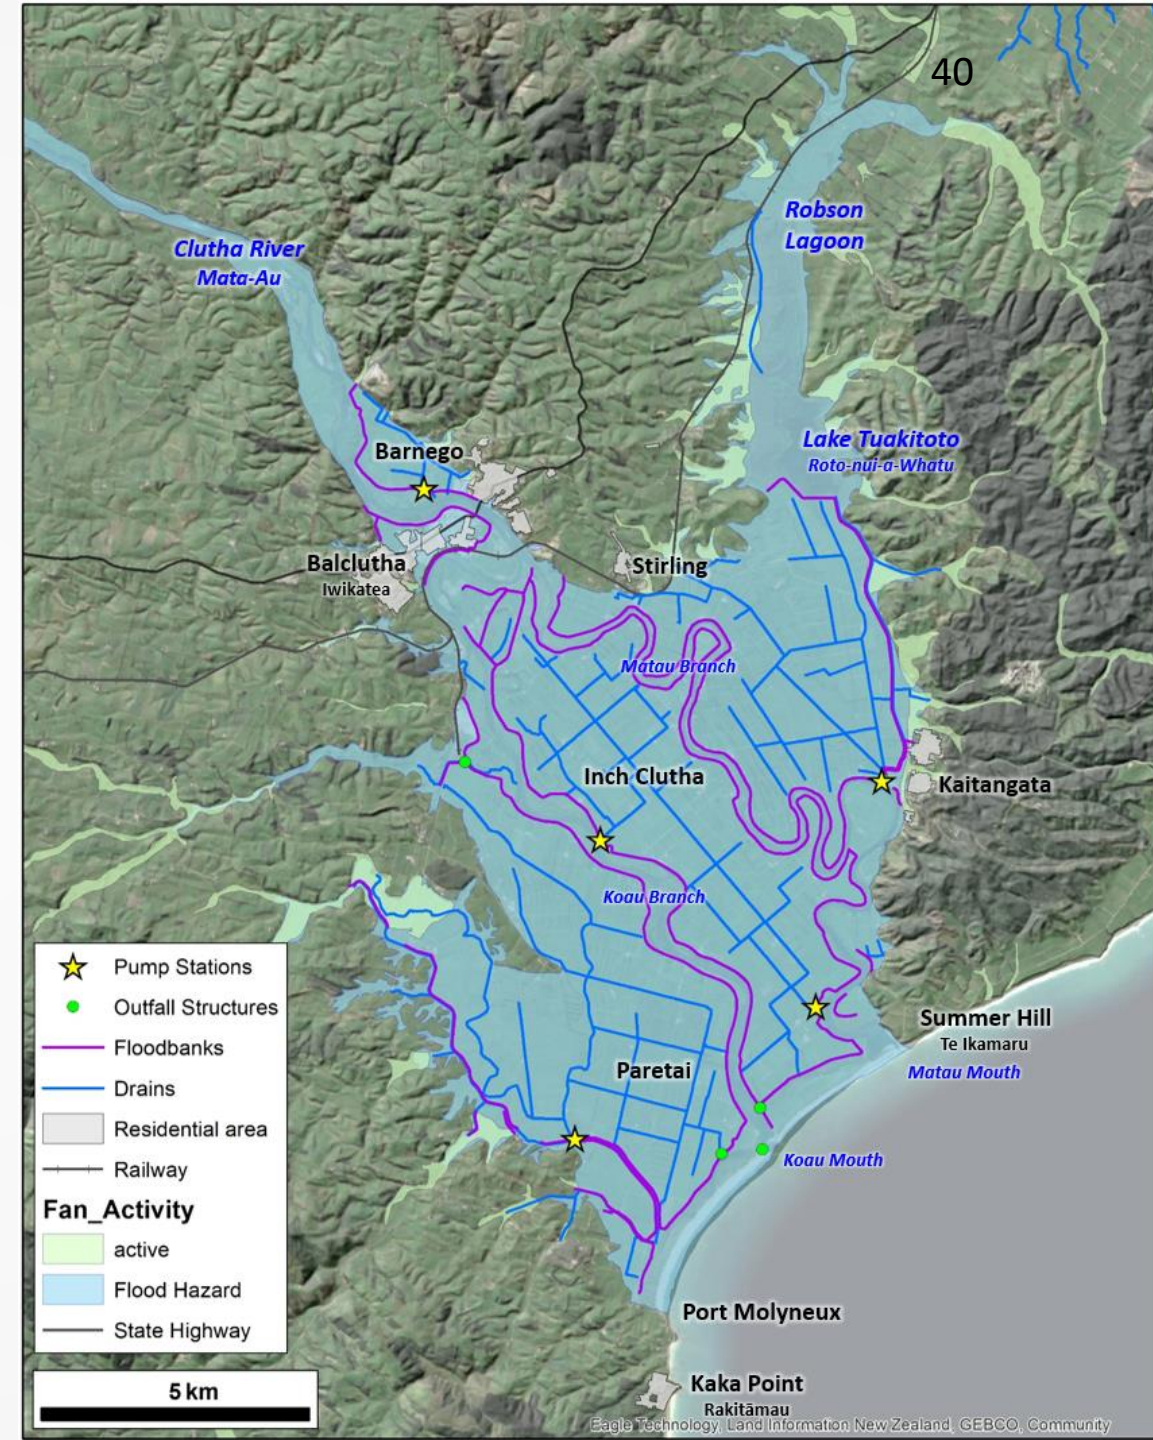 40
Robson
Lagoon
Clutha River
Mata-Au
Lake Tuakitoto
Roto-nui-a-Whatu
Barnego
Balclutha
Iwikatea
Stirling
Matau Branch
Inch Clutha
Kaitangata
Koau Branch
Summer Hill
Te Ikamaru
Matau Mouth
Paretai
Koau Mouth
Port Molyneux
Kaka Point
Rakitāmau
Pump Stations
Outfall Structures
Floodbanks
Drains
Residential area
Railway
Fan_Activity
active
Flood Hazard
State Highway
5 km
Eagle Technology, Land Information New Zealand, GEBCO, Community